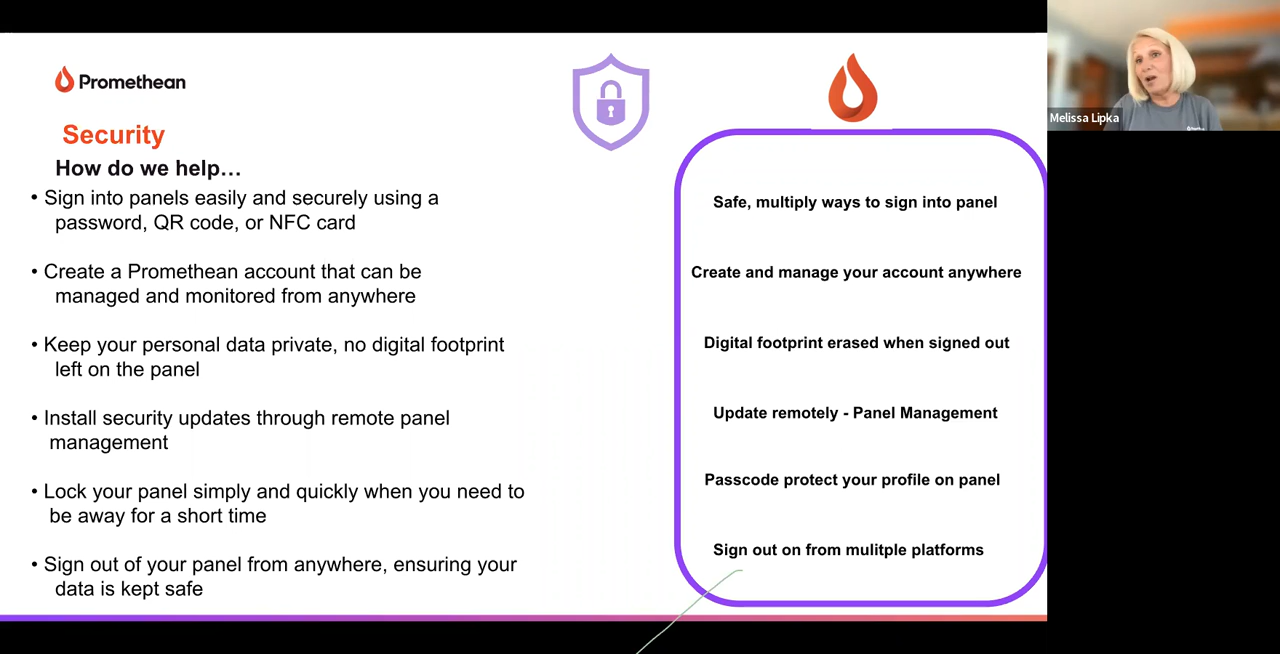 Promethean
Security
How do we help…
• Sign into panels easily and securely using a
password, QR code, or NFC card
• Create a Promethean account that can be
managed and monitored from anywhere
• Keep your personal data private, no digital footprint
left on the panel
• Install security updates through remote panel
management
• Lock your panel simply and quickly when you need to
be away for a short time
• Sign out of your panel from anywhere, ensuring your
data is kept safe
Safe, multiply ways to sign into panel
Create and manage your account anywhere
Digital footprint erased when signed out
Update remotely - Panel Management
Passcode protect your profile on panel
Sign out on from mulitple platforms
Melissa Lipka